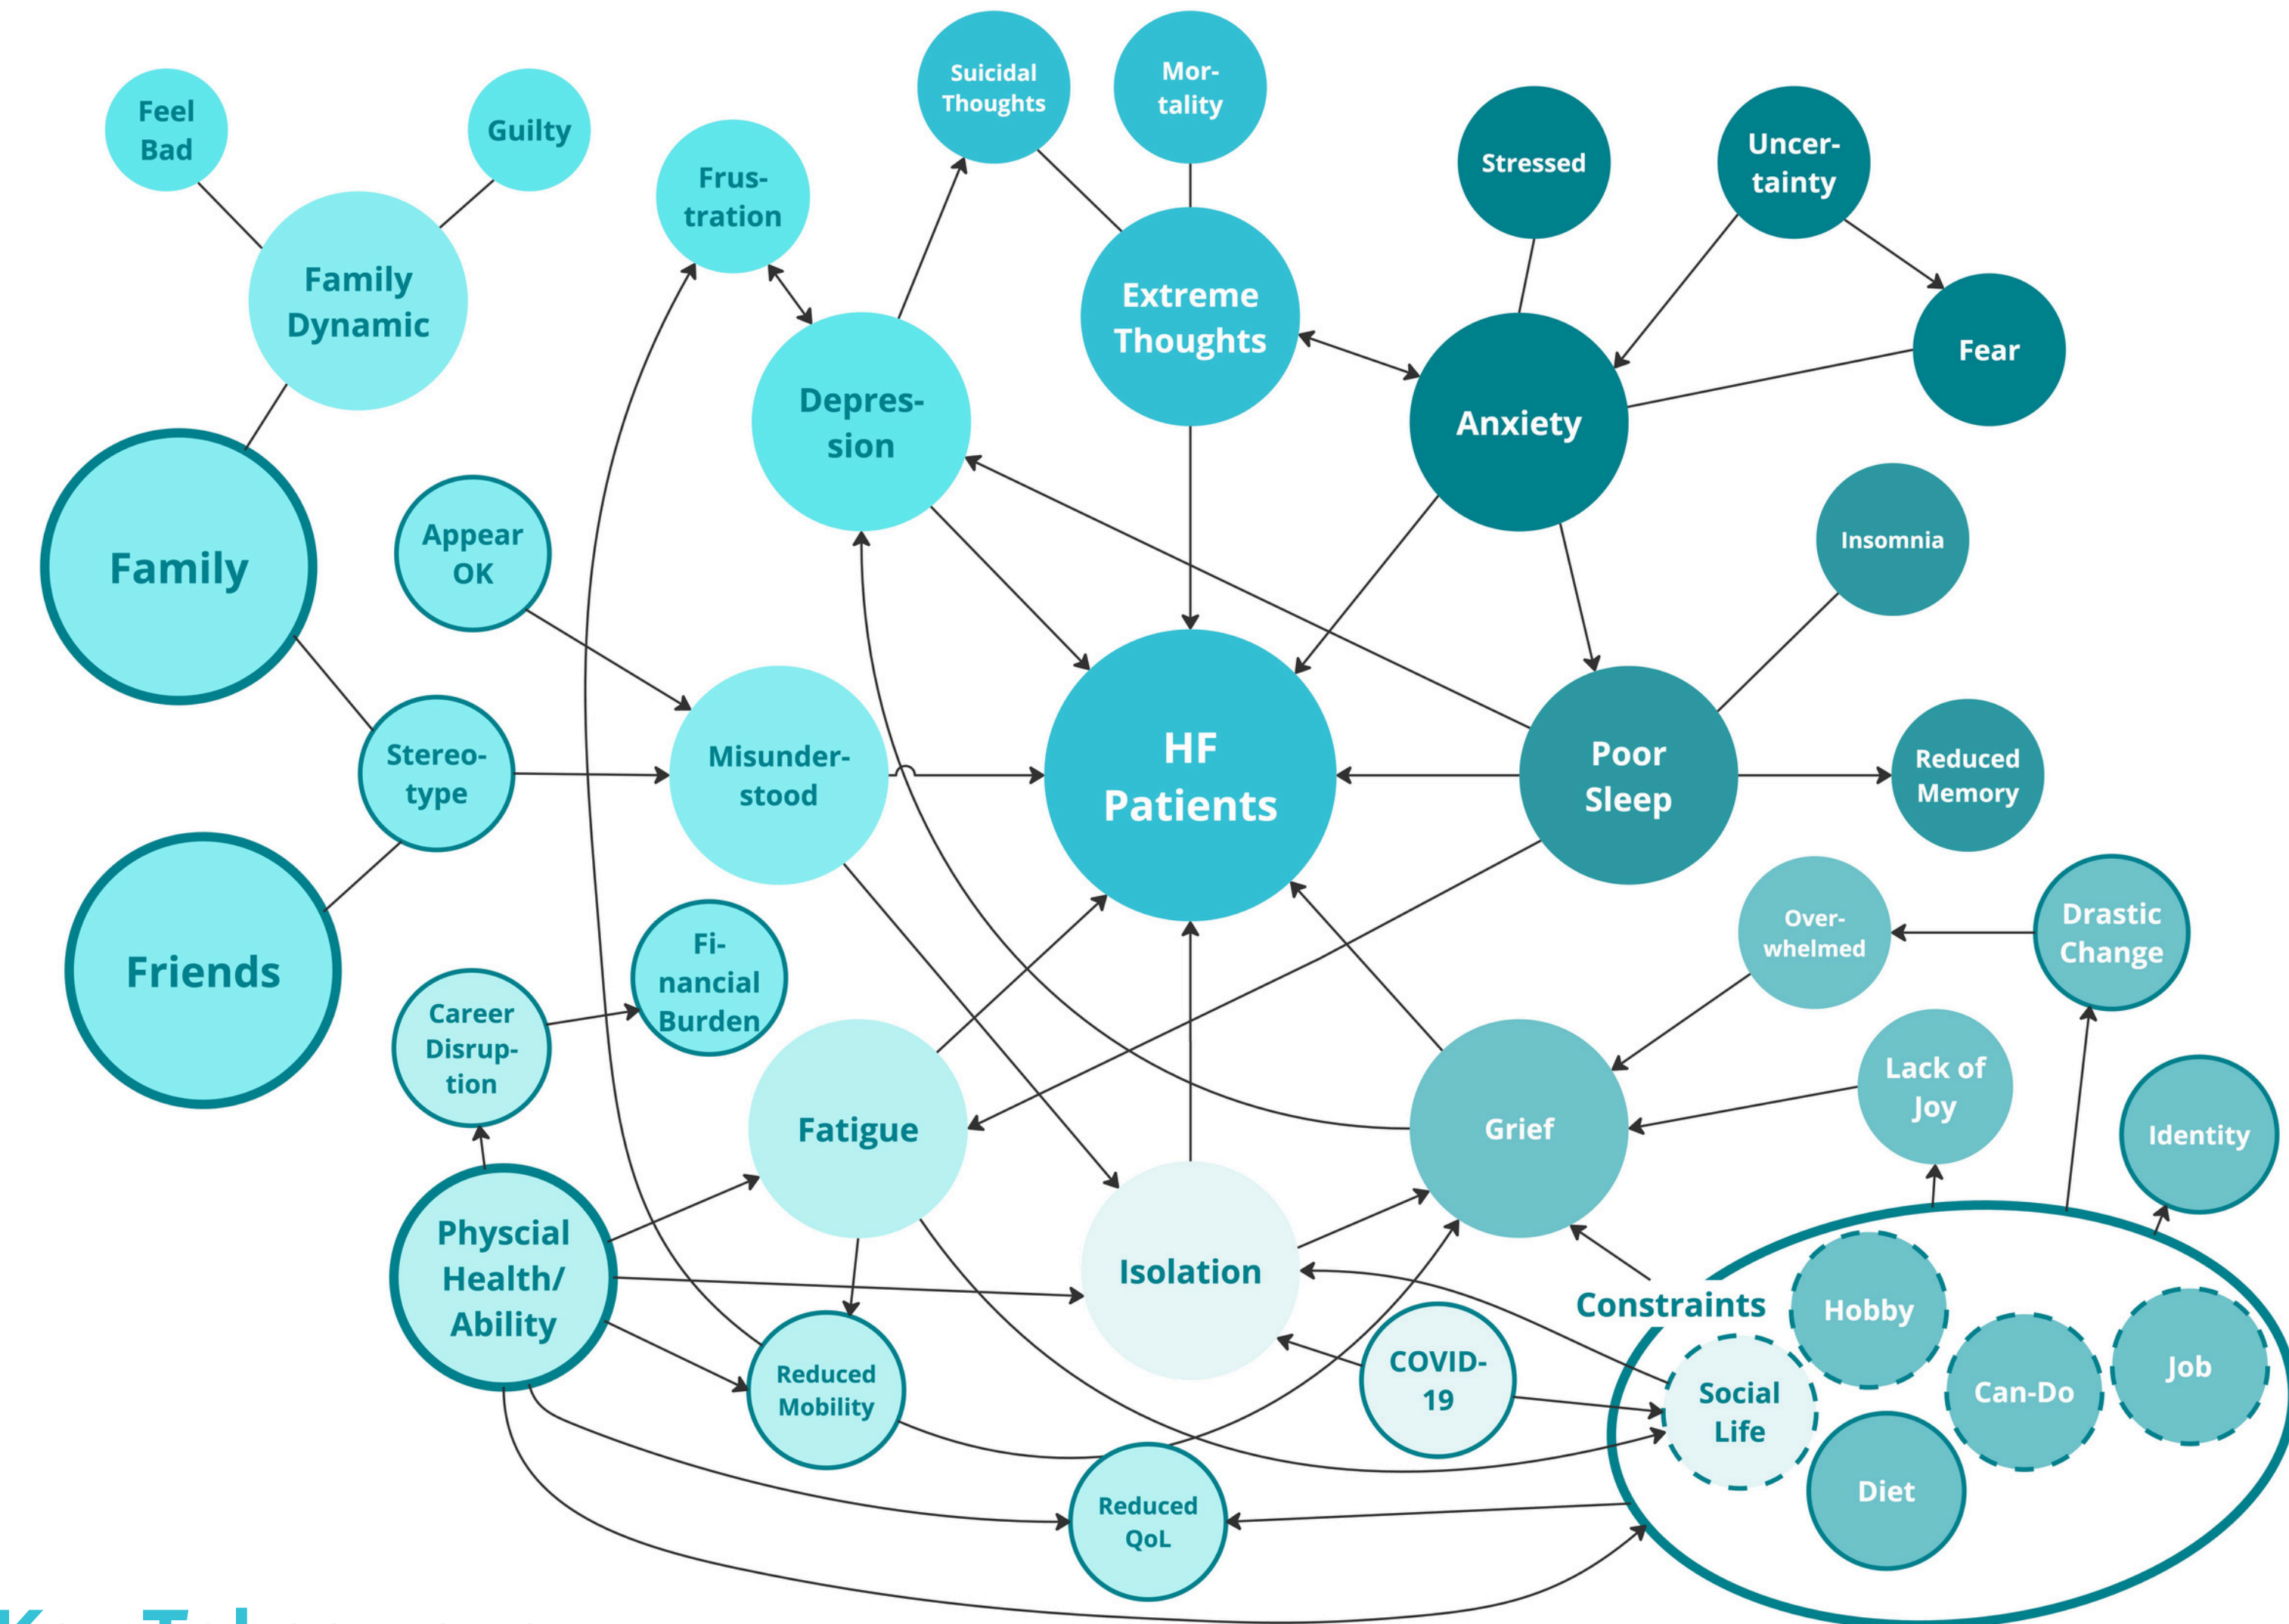 Suicidal
Thoughts
Mor-
tality
Feel
Bad
Guilty
Frus-
tration
Stressed
Uncer-
tainty
Family
Dynamic
Extreme
Thoughts
Fear
Depres-
sion
Anxiety
Appear
OK
Insomnia
Family
Stereo-
type
Misunder-
stood
HF
Patients
Poor
Sleep
Reduced
Memory
Friends
Fi-
nancial
Burden
Over-
whelmed
Drastic
Change
Career
Disrup-
tion
Lack of
Joy
Fatigue
Grief
Identity
Physcial
Health/
Ability
Isolation
Constraints
Hobby
Reduced
Mobility
COVID-
19
Social
Life
Can-Do
Job
Diet
Reduced
QoL